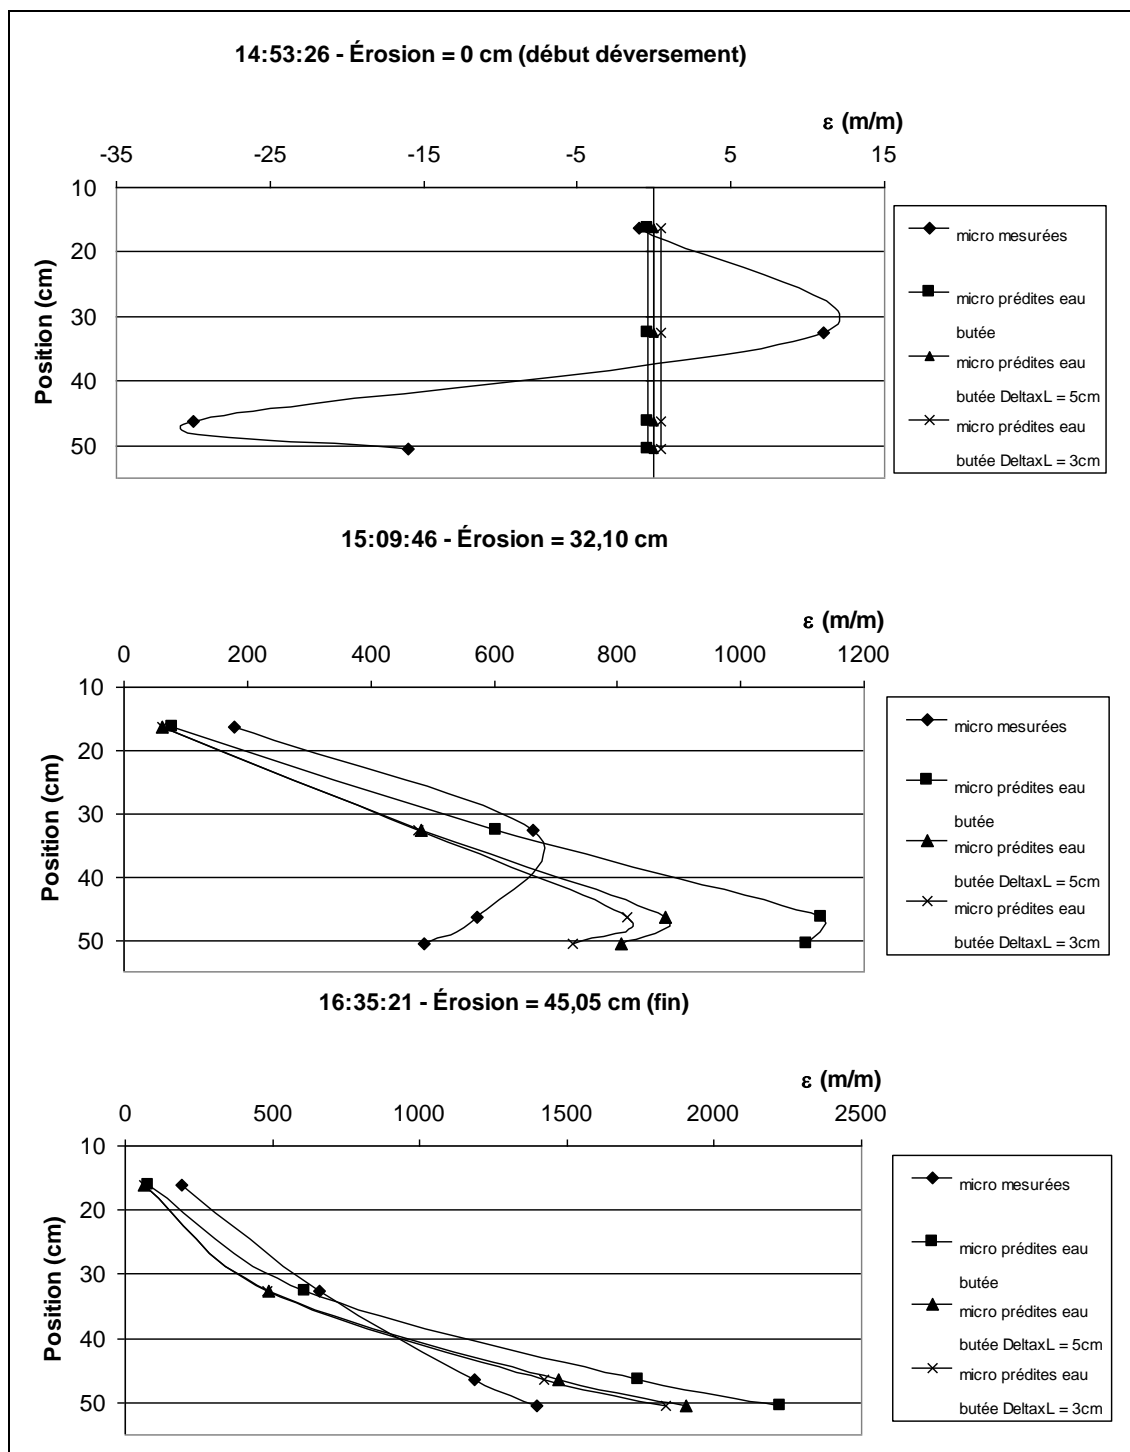 14:53:26 - Érosion = 0 cm (début déversement)
ε (m/m)
-35 -25 -15 -5 5 15
10
20
30
40
50
Position (cm)
micro mesurées
micro prédites eau
butée
micro prédites eau
butée DeltaxL = 5cm
micro prédites eau
butée DeltaxL = 3cm
15:09:46 - Érosion = 32,10 cm
ε (m/m)
0 200 400 600 800 1000 1200
10
20
30
40
50
Position (cm)
micro mesurées
micro prédites eau
butée
micro prédites eau
butée DeltaxL = 5cm
micro prédites eau
butée DeltaxL = 3cm
16:35:21 - Érosion = 45,05 cm (fin)
ε (m/m)
0 500 1000 1500 2000 2500
10
20
30
40
50
Position (cm)
micro mesurées
micro prédites eau
butée
micro prédites eau
butée DeltaxL = 5cm
micro prédites eau
butée DeltaxL = 3cm